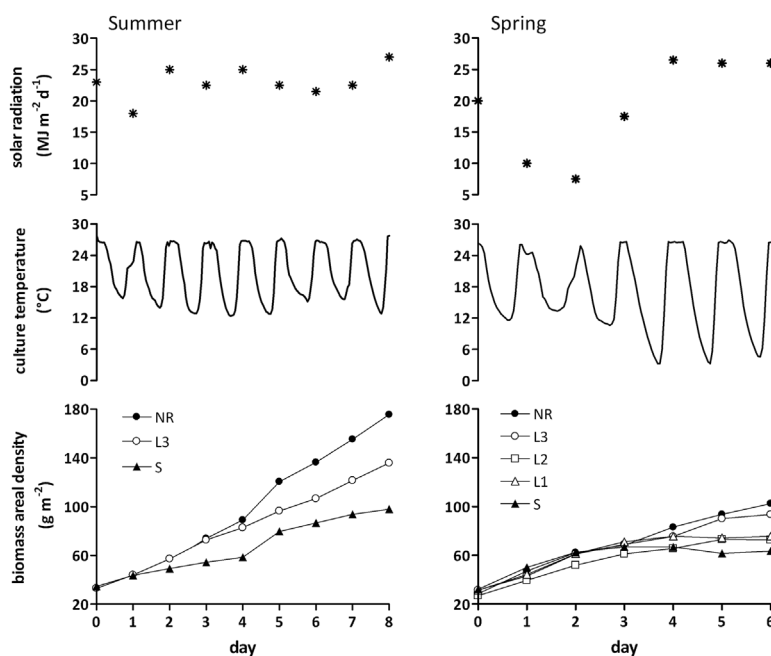 Summer
solar radiation
(MJ m⁻² d⁻¹)
30
25
20
15
10
5
culture temperature
(°C)
30
24
18
12
6
0
biomass areal density
(g m⁻²)
180
140
100
60
20
NR
L3
S
0 1 2 3 4 5 6 7 8
day
Spring
30
25
20
15
10
5
30
24
18
12
6
0
180
140
100
60
20
NR
L3
L2
L1
S
0 1 2 3 4 5 6
day